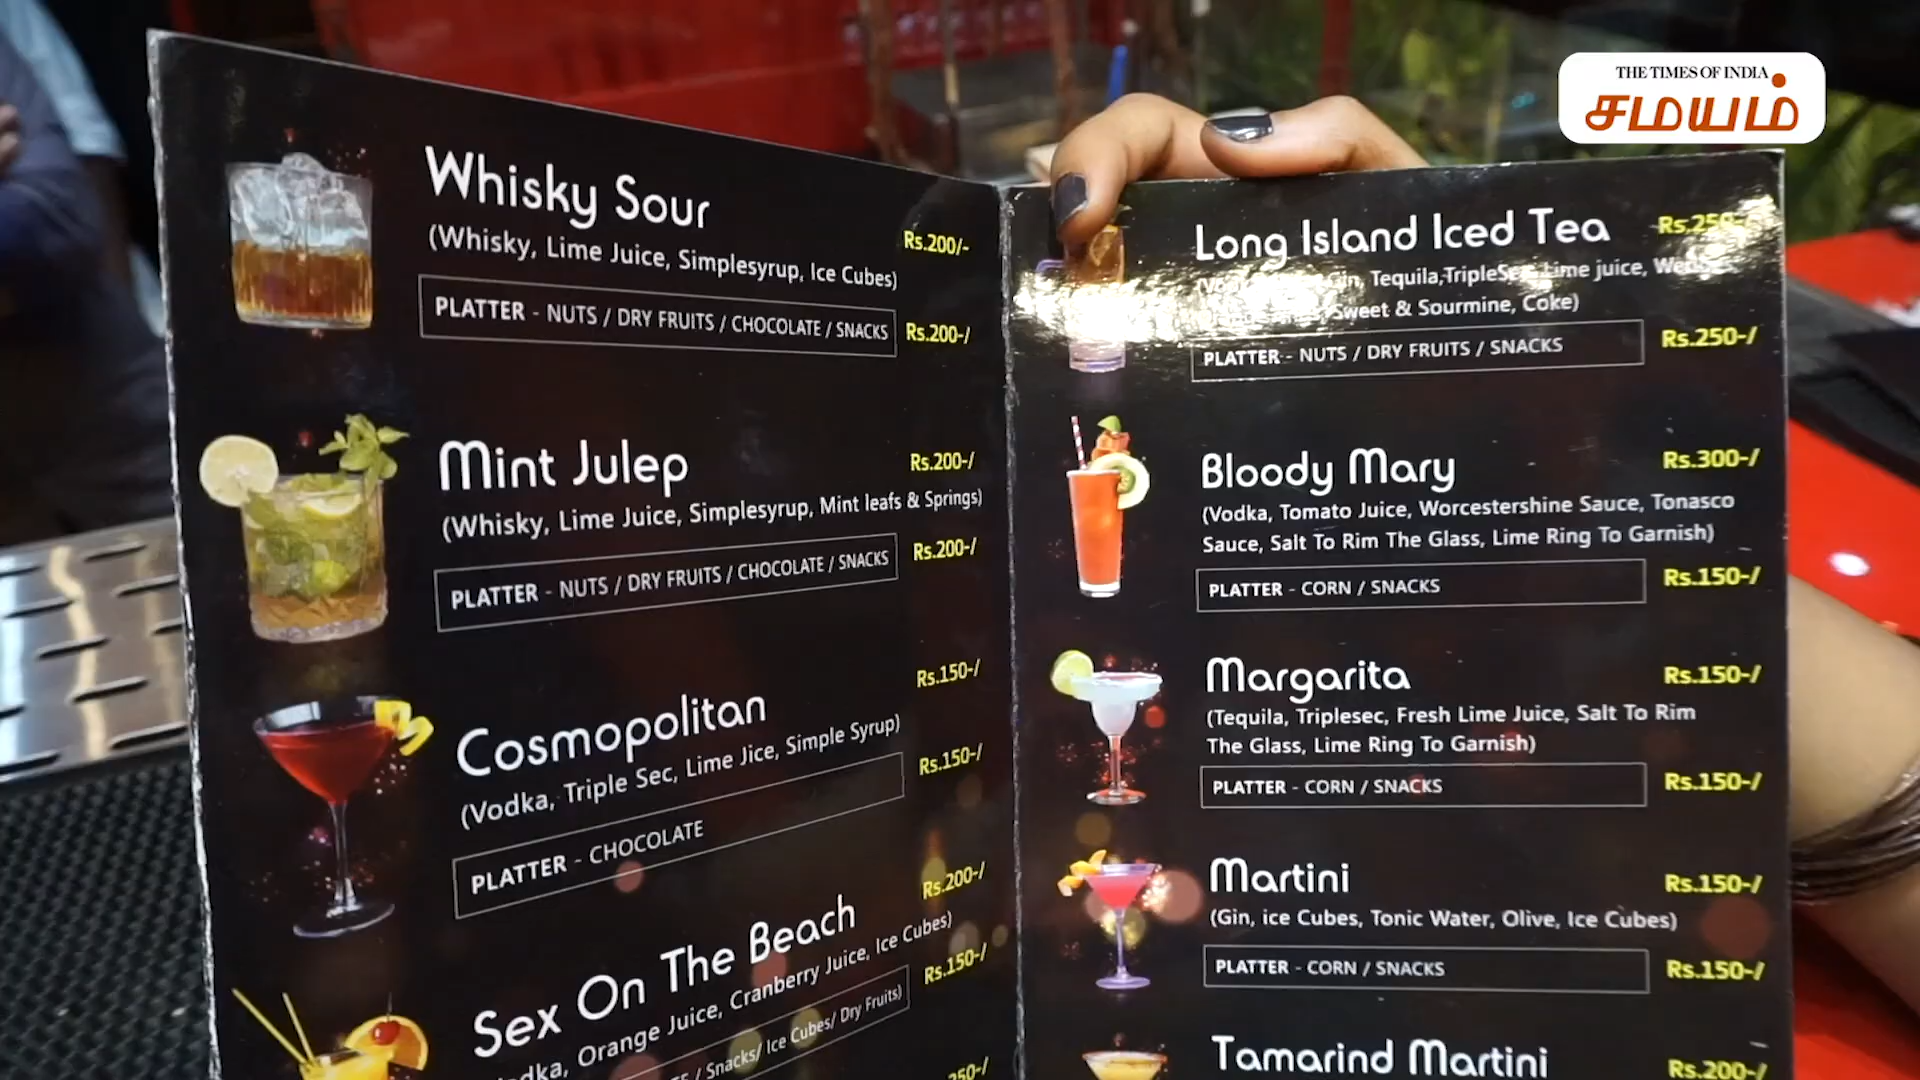 THE TIMES OF INDIA
சமயம்
Whisky Sour
Rs.200/-
(Whisky, Lime Juice, Simplesyrup, Ice Cubes)
PLATTER - NUTS / DRY FRUITS / CHOCOLATE / SNACKS
Rs.200-/
Mint Julep
Rs.200-/
(Whisky, Lime Juice, Simplesyrup, Mint leafs & Springs)
PLATTER - NUTS / DRY FRUITS / CHOCOLATE / SNACKS
Rs.200-/
Cosmopolitan
Rs.150-/
(Vodka, Triple Sec, Lime Jice, Simple Syrup)
PLATTER - CHOCOLATE
Rs.150-/
Sex On The Beach
Rs.200-/
Orange Juice, Cranberry Juice, Ice Cubes)
/ Snacks/ Ice Cubes/ Dry Fruits)
Rs.150-/
Long Island Iced Tea
Gin, Tequila,TripleSec, Lime juice,
Sweet & Sourmine, Coke)
PLATTER - NUTS / DRY FRUITS / SNACKS
Rs.250-/
Bloody Mary
Rs.300-/
(Vodka, Tomato Juice, Worcestershine Sauce, Tonasco
Sauce, Salt To Rim The Glass, Lime Ring To Garnish)
PLATTER - CORN / SNACKS
Rs.150-/
Margarita
Rs.150-/
(Tequila, Triplesec, Fresh Lime Juice, Salt To Rim
The Glass, Lime Ring To Garnish)
PLATTER - CORN / SNACKS
Rs.150-/
Martini
Rs.150-/
(Gin, ice Cubes, Tonic Water, Olive, Ice Cubes)
PLATTER - CORN / SNACKS
Rs.150-/
Tamarind Martini
Rs.200-/